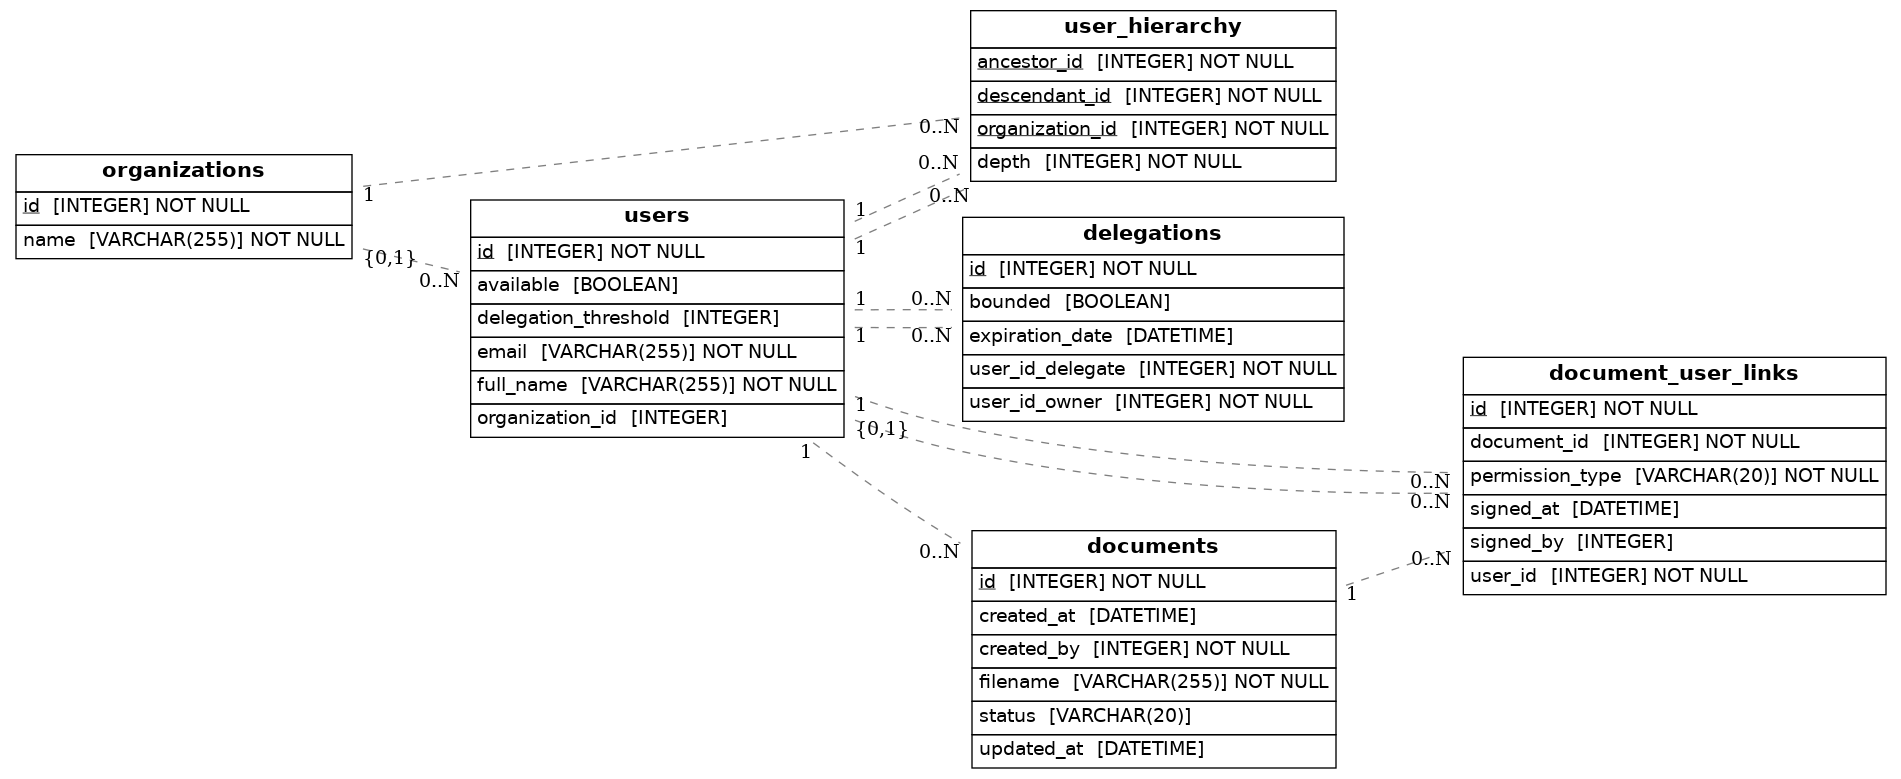 user_hierarchy
ancestor_id [INTEGER] NOT NULL
descendant_id [INTEGER] NOT NULL
organization_id [INTEGER] NOT NULL
depth [INTEGER] NOT NULL
organizations
id [INTEGER] NOT NULL
name [VARCHAR(255)] NOT NULL
users
id [INTEGER] NOT NULL
available [BOOLEAN]
delegation_threshold [INTEGER]
email [VARCHAR(255)] NOT NULL
full_name [VARCHAR(255)] NOT NULL
organization_id [INTEGER]
delegations
id [INTEGER] NOT NULL
bounded [BOOLEAN]
expiration_date [DATETIME]
user_id_delegate [INTEGER] NOT NULL
user_id_owner [INTEGER] NOT NULL
document_user_links
id [INTEGER] NOT NULL
document_id [INTEGER] NOT NULL
permission_type [VARCHAR(20)] NOT NULL
signed_at [DATETIME]
signed_by [INTEGER]
user_id [INTEGER] NOT NULL
documents
id [INTEGER] NOT NULL
created_at [DATETIME]
created_by [INTEGER] NOT NULL
filename [VARCHAR(255)] NOT NULL
status [VARCHAR(20)]
updated_at [DATETIME]
0..N
1
0..N
1
0..N
1
{0,1}
0..N
1
0..N
1
0..N
1
0..N
{0,1}
0..N
1
0..N
0..N
1